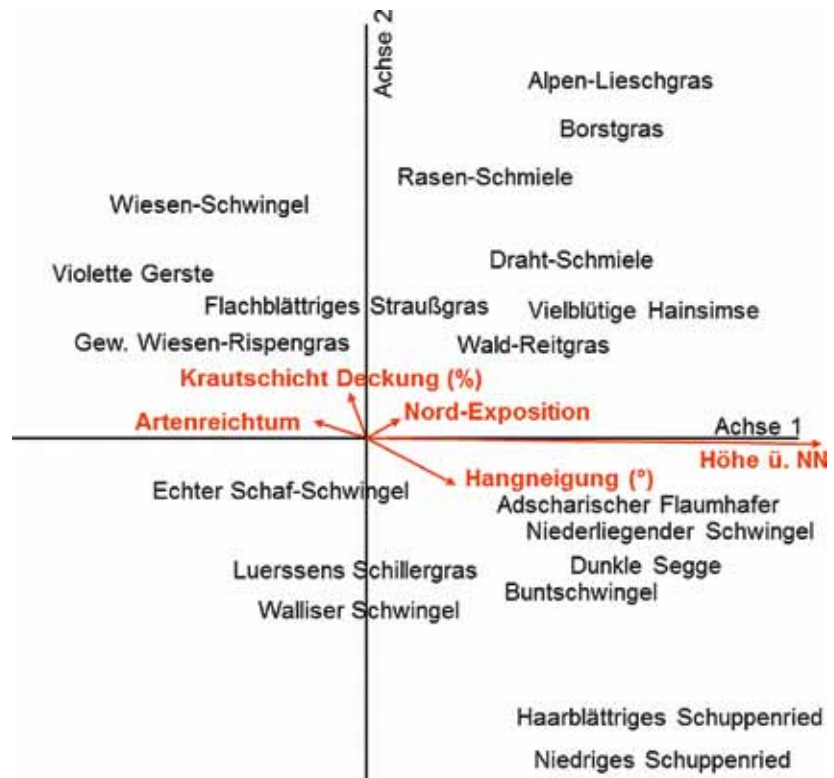 Achse 2
Alpen-Lieschgras
Borstgras
Rasen-Schmiele
Wiesen-Schwingel
Draht-Schmiele
Violette Gerste
Flachblättriges Straußgras
Vielblütige Hainsimse
Gew. Wiesen-Rispengras
Wald-Reitgras
Krautschicht Deckung (%)
Nord-Exposition
Artenreichtum
Achse 1
Höhe ü. NN
Hangneigung (°)
Echter Schaf-Schwingel
Adscharischer Flaumhafer
Niederliegender Schwingel
Dunkle Segge
Luerssens Schillergras
Buntschwingel
Walliser Schwingel
Haarblättriges Schuppenried
Niedriges Schuppenried